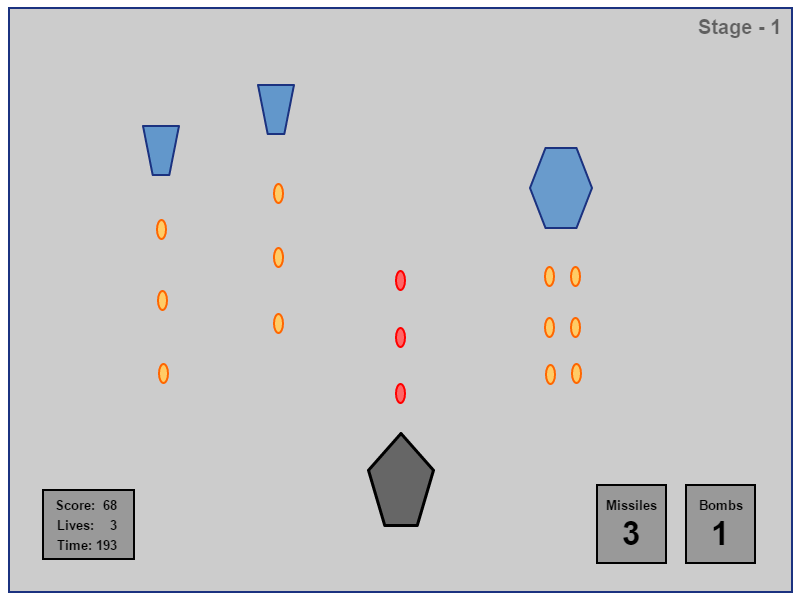 Stage - 1
Score: 68
Lives: 3
Time: 193
Missiles
3
Bombs
1